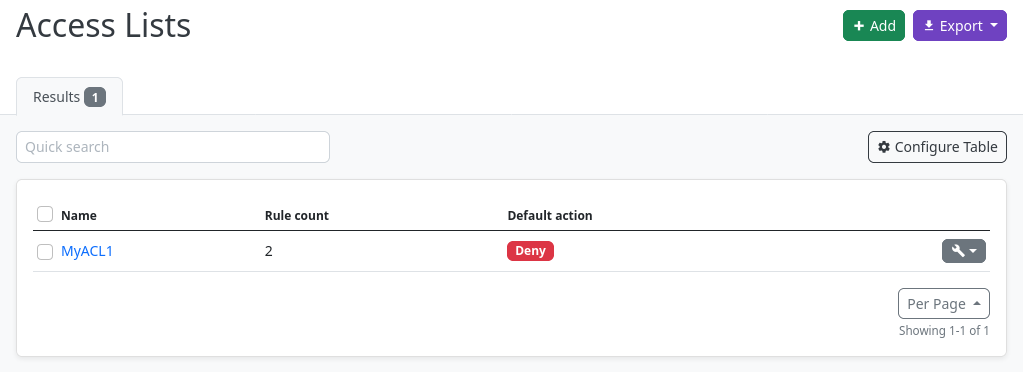 Access Lists
Add
Export
Results 1
Quick search
Configure Table
Name Rule count Default action
MyACL1 2 Deny
Per Page
Showing 1-1 of 1